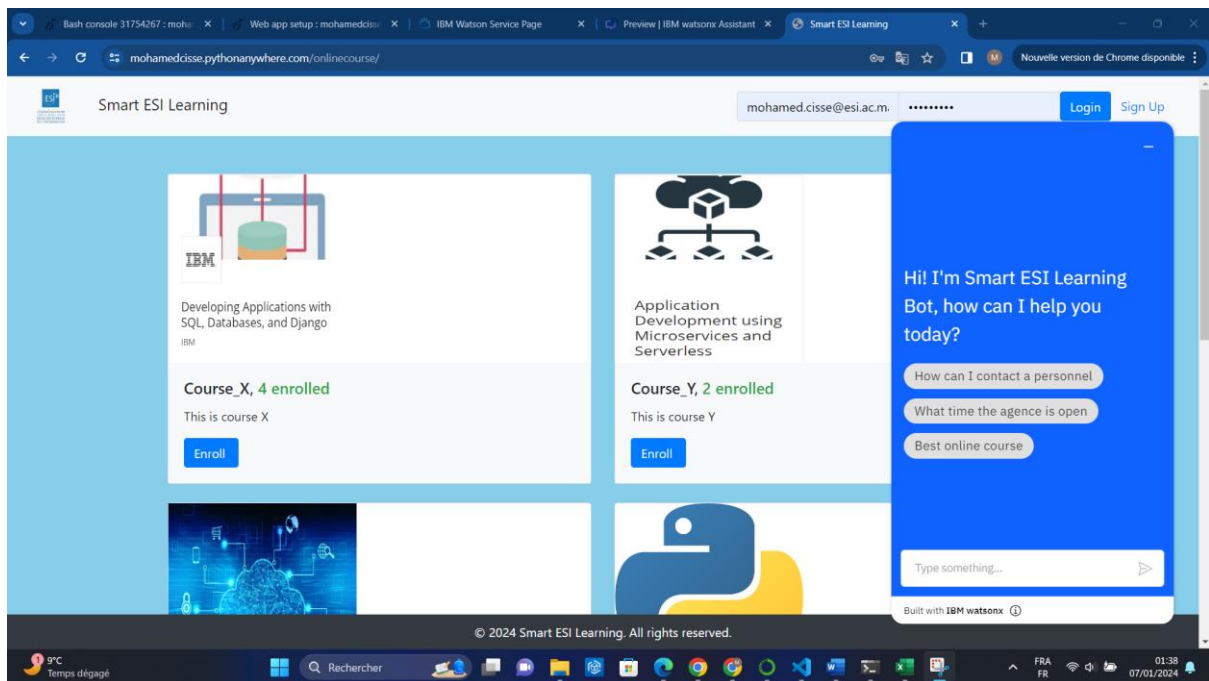 Bash console 31754267 : moha
Web app setup : mohamedcisse
IBM Watson Service Page
Preview | IBM watsonx Assistant
Smart ESI Learning
mohamedcisse.pythonanywhere.com/onlinecourse/
M
Nouvelle version de Chrome disponible
ESI
Smart ESI Learning
mohamed.cisse@esi.ac.m
•••••••••
Login
Sign Up
IBM
Developing Applications with
SQL, Databases, and Django
IBM
Course_X, 4 enrolled
This is course X
Enroll
Application
Development using
Microservices and
Serverless
Course_Y, 2 enrolled
This is course Y
Enroll
Hi! I'm Smart ESI Learning
Bot, how can I help you
today?
How can I contact a personnel
What time the agence is open
Best online course
Type something...
Built with IBM watsonx
© 2024 Smart ESI Learning. All rights reserved.
1
9°C
Temps dégagé
Rechercher
FRA
FR
01:38
07/01/2024